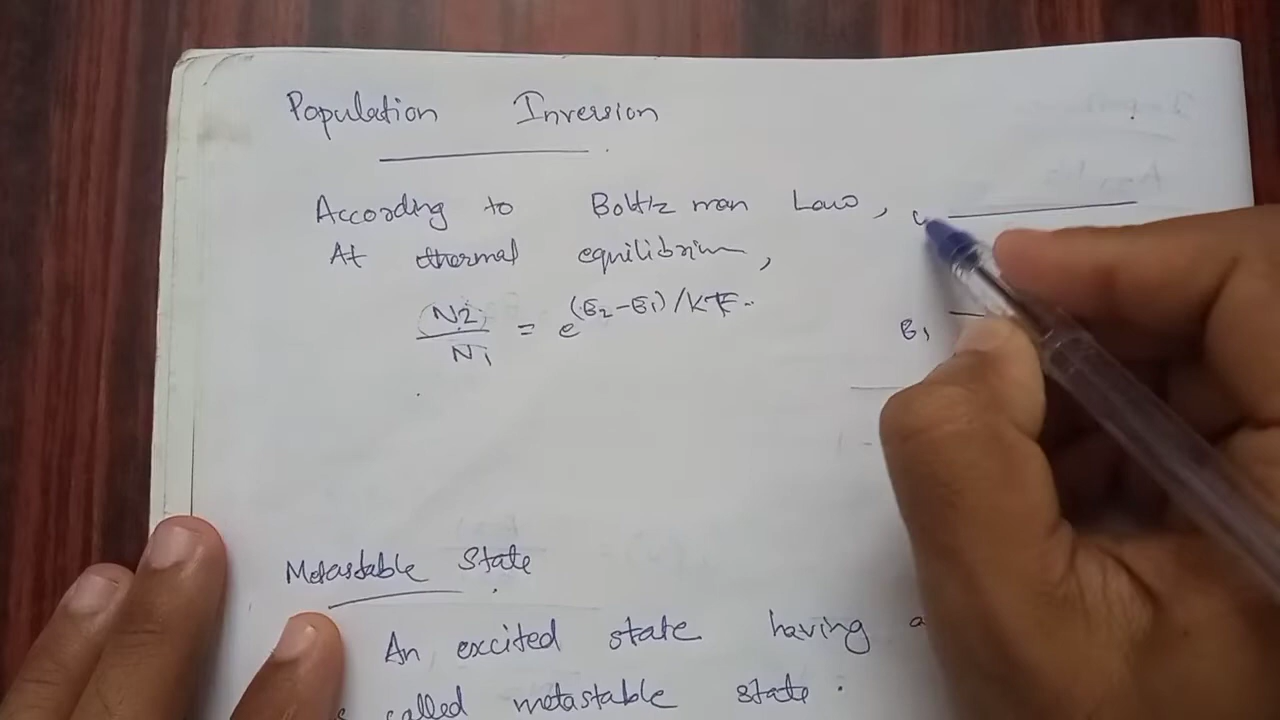 Population Inversion
According to Boltzman Law,
At thermal equilibrium,
N2/N1 = e^(E2-E1)/KT
E1
Metastable State
An excited state having a
called metastable state.